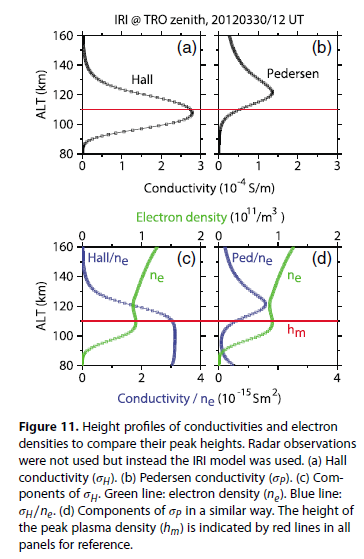 IRI @ TRO zenith, 20120330/12 UT
160
140
120
100
80
ALT (km)
(a)
Hall
(b)
Pedersen
0 1 2 3
0 1 2 3
Conductivity (10⁻⁴ S/m)
Electron density (10¹¹/m³ )
0 1 2
0 1 2
160
140
120
100
80
ALT (km)
Hall/ne
(c)
ne
Ped/ne
(d)
ne
hm
0 2 4
0 2 4
Conductivity / ne (10⁻¹⁵Sm²)
Figure 11. Height profiles of conductivities and electron
densities to compare their peak heights. Radar observations
were not used but instead the IRI model was used. (a) Hall
conductivity (σH). (b) Pedersen conductivity (σP). (c) Com-
ponents of σH. Green line: electron density (ne). Blue line:
σH/ne. (d) Components of σP in a similar way. The height of
the peak plasma density (hm) is indicated by red lines in all
panels for reference.